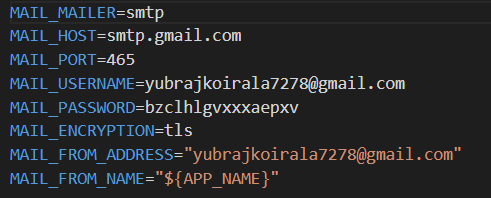 MAIL_MAILER=smtp
MAIL_HOST=smtp.gmail.com
MAIL_PORT=465
MAIL_USERNAME=yubrajkoirala7278@gmail.com
MAIL_PASSWORD=bzclhlgvxxxaepxv
MAIL_ENCRYPTION=tls
MAIL_FROM_ADDRESS="yubrajkoirala7278@gmail.com"
MAIL_FROM_NAME="${APP_NAME}"